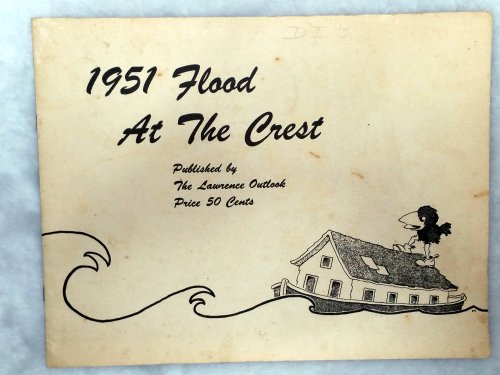 1951 Flood
At The Crest
Published by
The Lawrence Outlook
Price 50 Cents